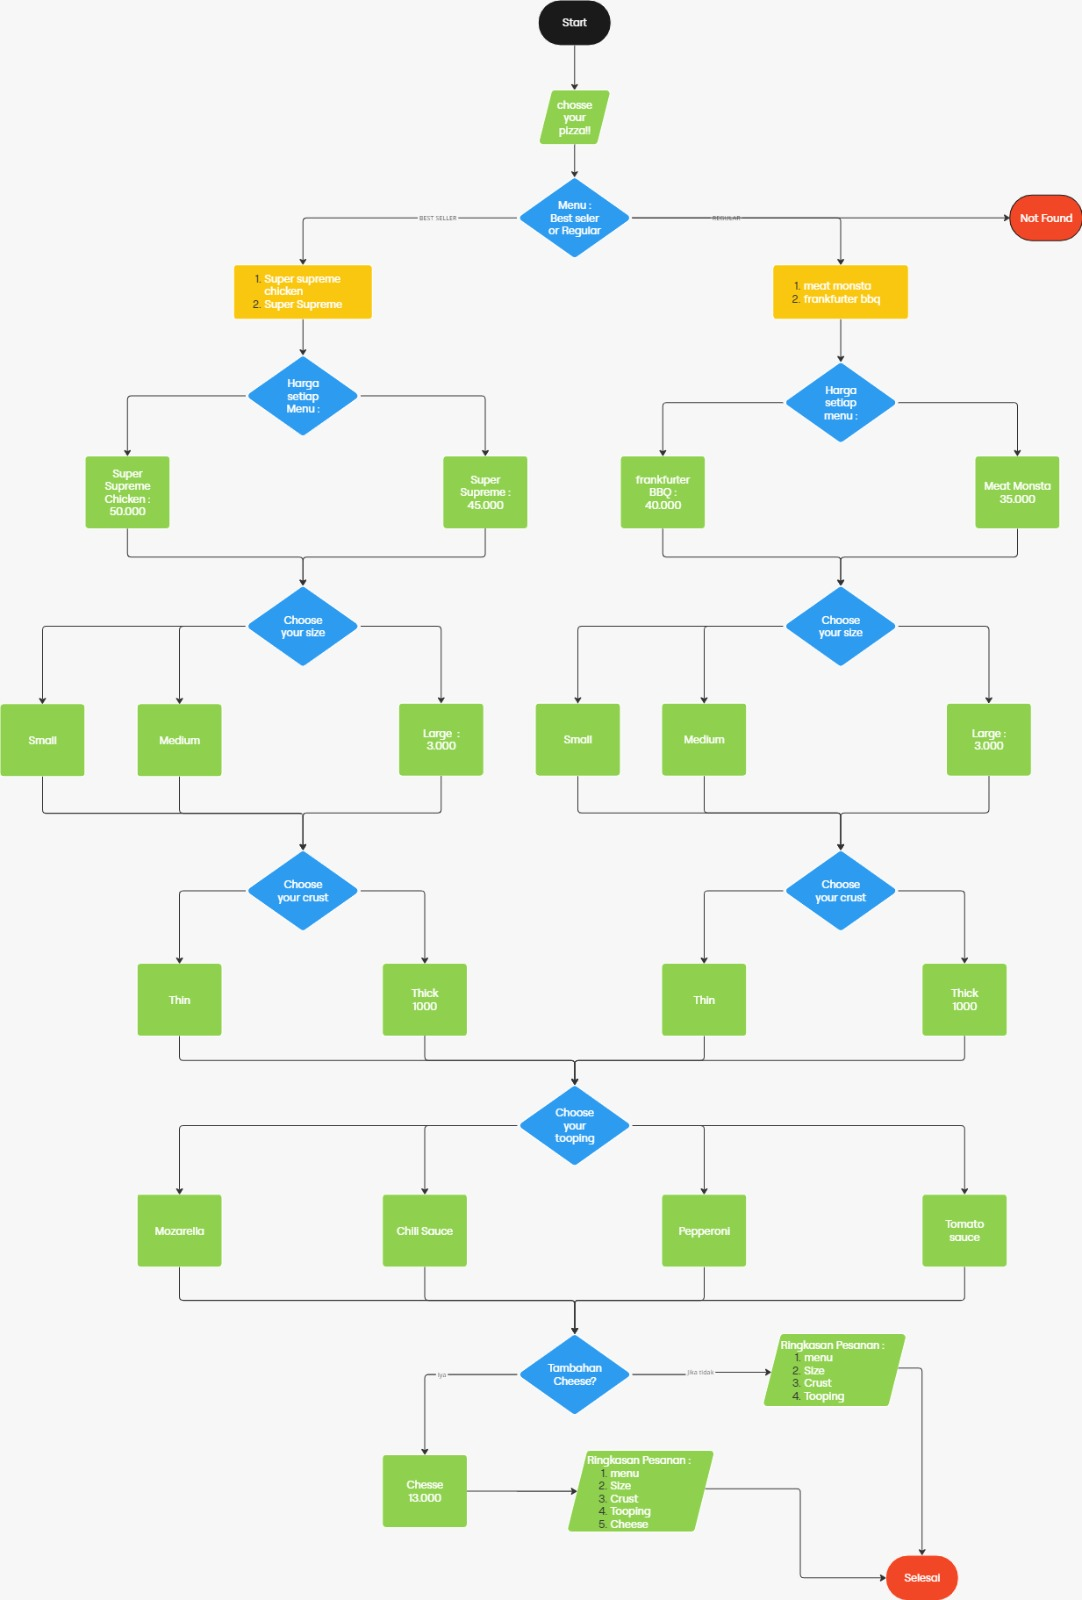 Start
chosse
your
pizza!!
Menu :
Best seler
or Regular
BEST SELLER
REGULAR
Not Found
1. Super supreme
chicken
2. Super Supreme
1. meat monsta
2. frankfurter bbq
Harga
setiap
Menu :
Harga
setiap
menu :
Super
Supreme
Chicken :
50.000
Super
Supreme :
45.000
frankfurter
BBQ :
40.000
Meat Monsta
35.000
Choose
your size
Choose
your size
Small
Medium
Large :
3.000
Small
Medium
Large :
3.000
Choose
your crust
Choose
your crust
Thin
Thick
1000
Thin
Thick
1000
Choose
your
tooping
Mozarella
Chili Sauce
Pepperoni
Tomato
sauce
Tambahan
Cheese?
Iya
Jika tidak
Ringkasan Pesanan :
1. menu
2. Size
3. Crust
4. Tooping
Chesse
13.000
Ringkasan Pesanan :
1. menu
2. Size
3. Crust
4. Tooping
5. Cheese
Selesai